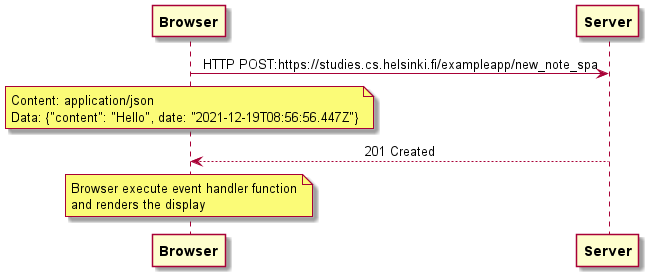 Browser Server
HTTP POST:https://studies.cs.helsinki.fi/exampleapp/new_note_spa
Content: application/json
Data: {"content": "Hello", date: "2021-12-19T08:56:56.447Z"}
201 Created
Browser execute event handler function
and renders the display
Browser Server